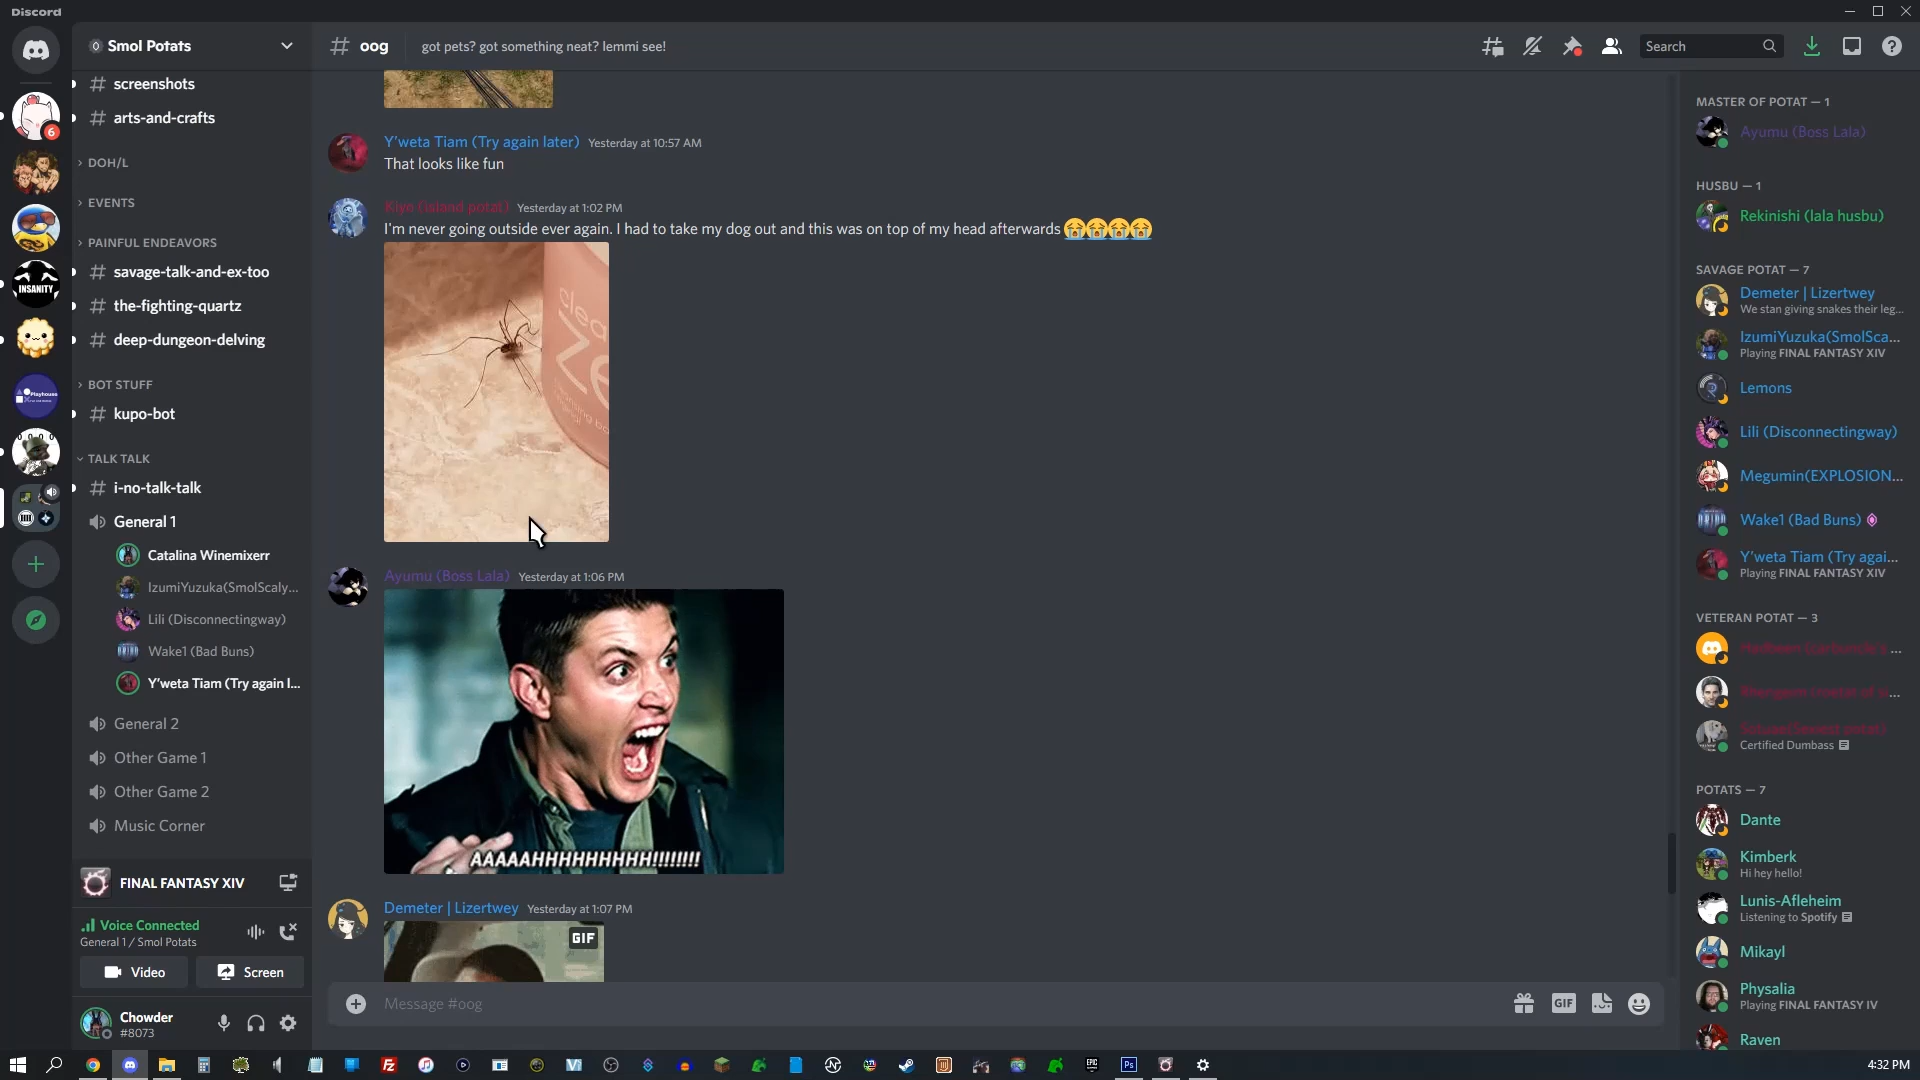 Discord
Smol Potats
# oog
got pets? got something neat? lemmi see!
Search
# screenshots
# arts-and-crafts
DOH/L
EVENTS
PAINFUL ENDEAVORS
# savage-talk-and-ex-too
# the-fighting-quartz
# deep-dungeon-delving
BOT STUFF
# kupo-bot
TALK TALK
# i-no-talk-talk
General 1
Catalina Winemixerr
IzumiYuzuka(SmolScaly...
Lili (Disconnectingway)
Wake1 (Bad Buns)
Y'weta Tiam (Try again l...
General 2
Other Game 1
Other Game 2
Music Corner
FINAL FANTASY XIV
Voice Connected
General 1 / Smol Potats
Video
Screen
Chowder
#8073
6
INSANITY
Playhouse
Y'weta Tiam (Try again later) Yesterday at 10:57 AM
That looks like fun
Kiyo (island potat) Yesterday at 1:02 PM
I'm never going outside ever again. I had to take my dog out and this was on top of my head afterwards 😭😭😭😭
clea
ze
Ayumu (Boss Lala) Yesterday at 1:06 PM
AAAAAHHHHHHHHH!!!!!!!!
Demeter | Lizertwey Yesterday at 1:07 PM
GIF
Message #oog
GIF
MASTER OF POTAT — 1
Ayumu (Boss Lala)
HUSBU — 1
Rekinishi (lala husbu)
SAVAGE POTAT — 7
Demeter | Lizertwey
We stan giving snakes their leg...
IzumiYuzuka(SmolSca...
Playing FINAL FANTASY XIV
Lemons
Lili (Disconnectingway)
Megumin(EXPLOSION...
Wake1 (Bad Buns)
Y'weta Tiam (Try agai...
Playing FINAL FANTASY XIV
VETERAN POTAT — 3
Certified Dumbass
POTATS — 7
Dante
Kimberk
Hi hey hello!
Lunis-Afleheim
Listening to Spotify
Mikayl
Physalia
Playing FINAL FANTASY IV
Raven
Fz
Ps
EPIC
4:32 PM